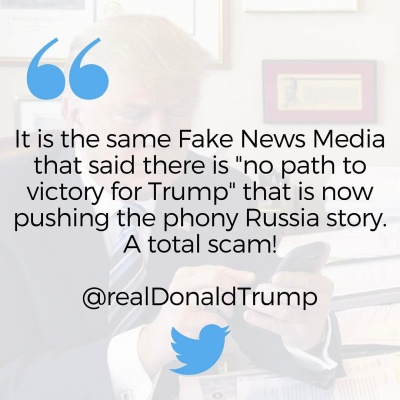 It is the same Fake News Media
that said there is "no path to
victory for Trump" that is now
pushing the phony Russia story.
A total scam!
@realDonaldTrump